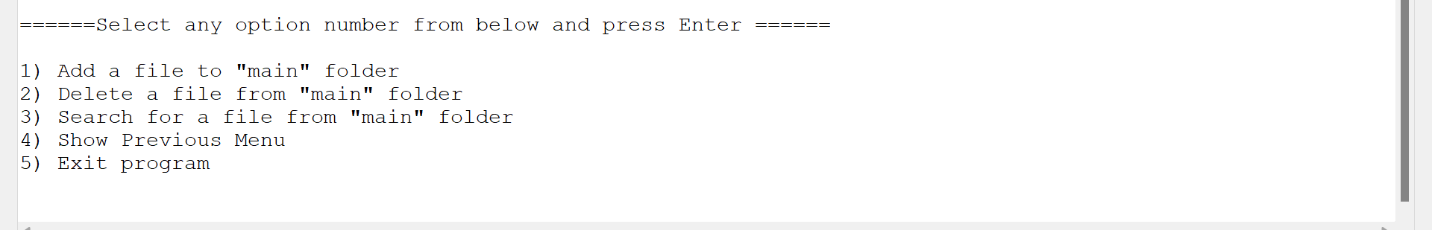 ======Select any option number from below and press Enter ======
1) Add a file to "main" folder
2) Delete a file from "main" folder
3) Search for a file from "main" folder
4) Show Previous Menu
5) Exit program